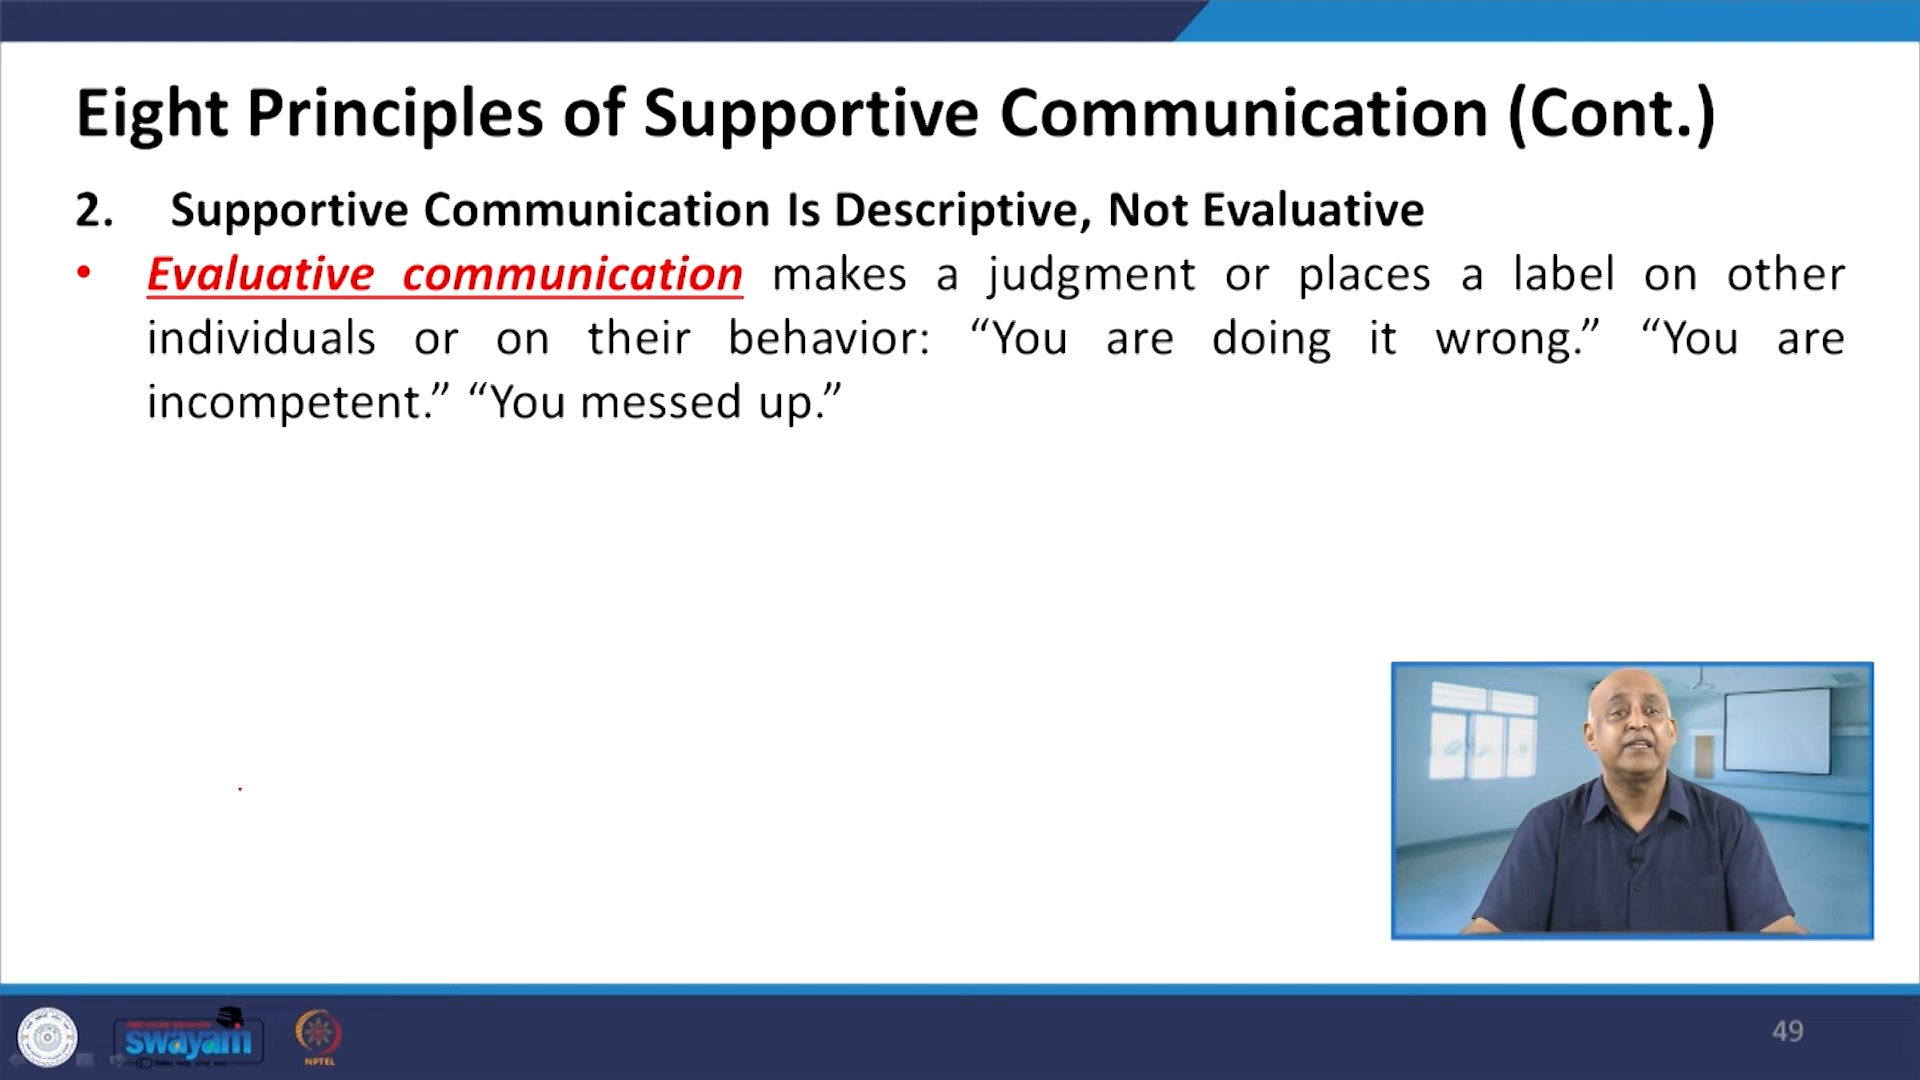 Eight Principles of Supportive Communication (Cont.)
2. Supportive Communication Is Descriptive, Not Evaluative
• Evaluative communication makes a judgment or places a label on other
individuals or on their behavior: “You are doing it wrong.” “You are
incompetent.” “You messed up.”
swayam
NPTEL
49